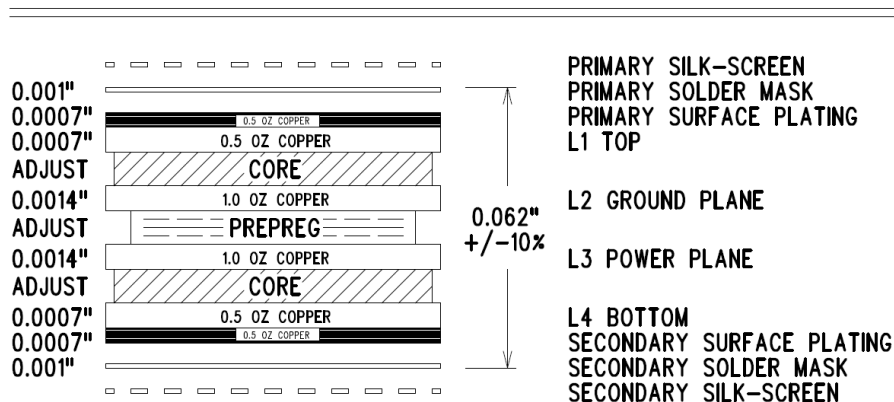 PRIMARY SILK-SCREEN
0.001" PRIMARY SOLDER MASK
0.0007" 0.5 OZ COPPER PRIMARY SURFACE PLATING
0.0007" 0.5 OZ COPPER L1 TOP
ADJUST CORE
0.0014" 1.0 OZ COPPER L2 GROUND PLANE
ADJUST PREPREG 0.062"
+/-10%
0.0014" 1.0 OZ COPPER L3 POWER PLANE
ADJUST CORE
0.0007" 0.5 OZ COPPER L4 BOTTOM
0.0007" 0.5 OZ COPPER SECONDARY SURFACE PLATING
0.001" SECONDARY SOLDER MASK
SECONDARY SILK-SCREEN